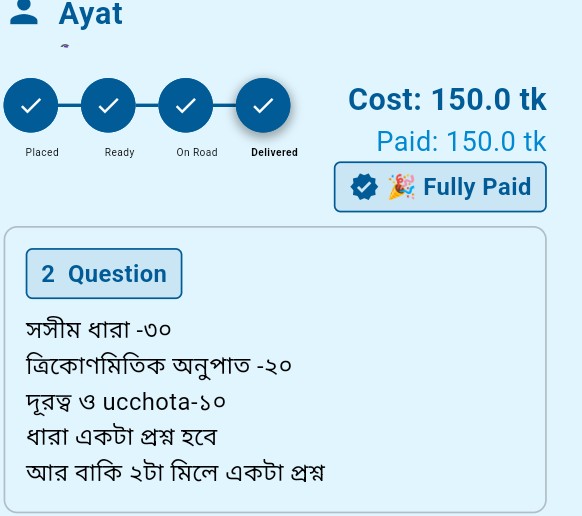 Ayat
Cost: 150.0 tk
Paid: 150.0 tk
Placed
Ready
On Road
Delivered
Fully Paid
2 Question
সসীম ধারা -৩০
ত্রিকোণমিতিক অনুপাত -২০
দূরত্ব ও ucchota-১০
ধারা একটা প্রশ্ন হবে
আর বাকি ২টা মিলে একটা প্রশ্ন